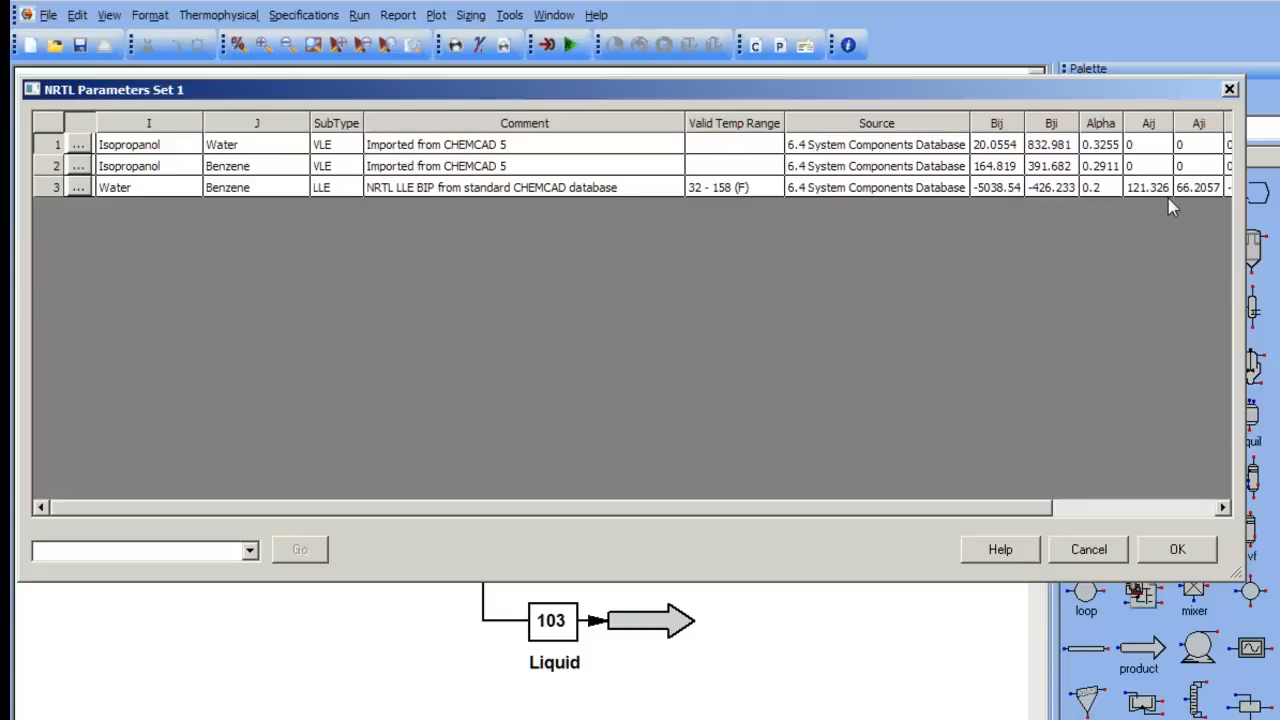 File Edit View Format Thermophysical Specifications Run Report Plot Sizing Tools Window Help
C P
Palette
NRTL Parameters Set 1
I J SubType Comment Valid Temp Range Source Bij Bji Alpha Aij Aji
1 ... Isopropanol Water VLE Imported from CHEMCAD 5 6.4 System Components Database 20.0554 832.981 0.3255 0 0 0
2 ... Isopropanol Benzene VLE Imported from CHEMCAD 5 6.4 System Components Database 164.819 391.682 0.2911 0 0 0
3 ... Water Benzene LLE NRTL LLE BIP from standard CHEMCAD database 32 - 158 (F) 6.4 System Components Database -5038.54 -426.233 0.2 121.326 66.2057 -
quil
Go Help Cancel OK
vf
loop mixer
103
Liquid
product